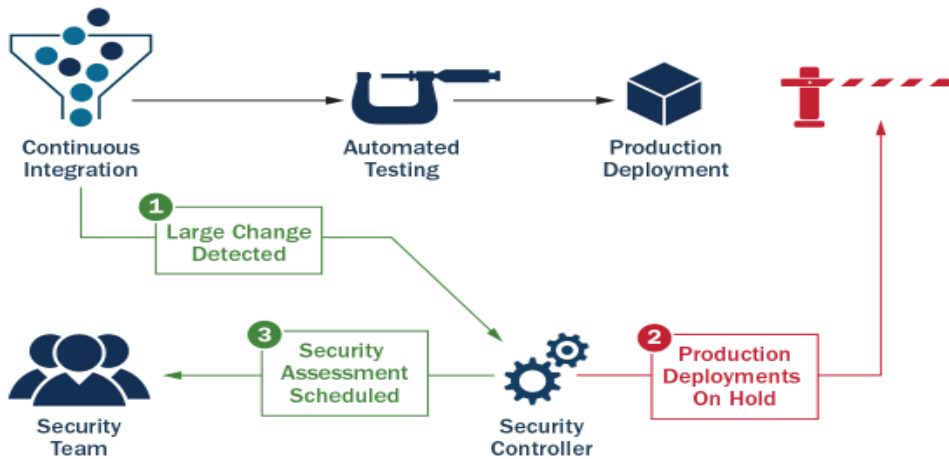 Continuous
Integration
Automated
Testing
Production
Deployment
1
Large Change
Detected
3
Security
Assessment
Scheduled
2
Production
Deployments
On Hold
Security
Team
Security
Controller